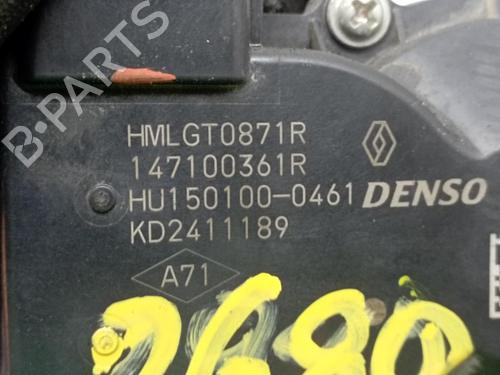 B-PARTS
HMLGT0871R
147100361R
HU150100-0461 DENSO
KD2411189
A71